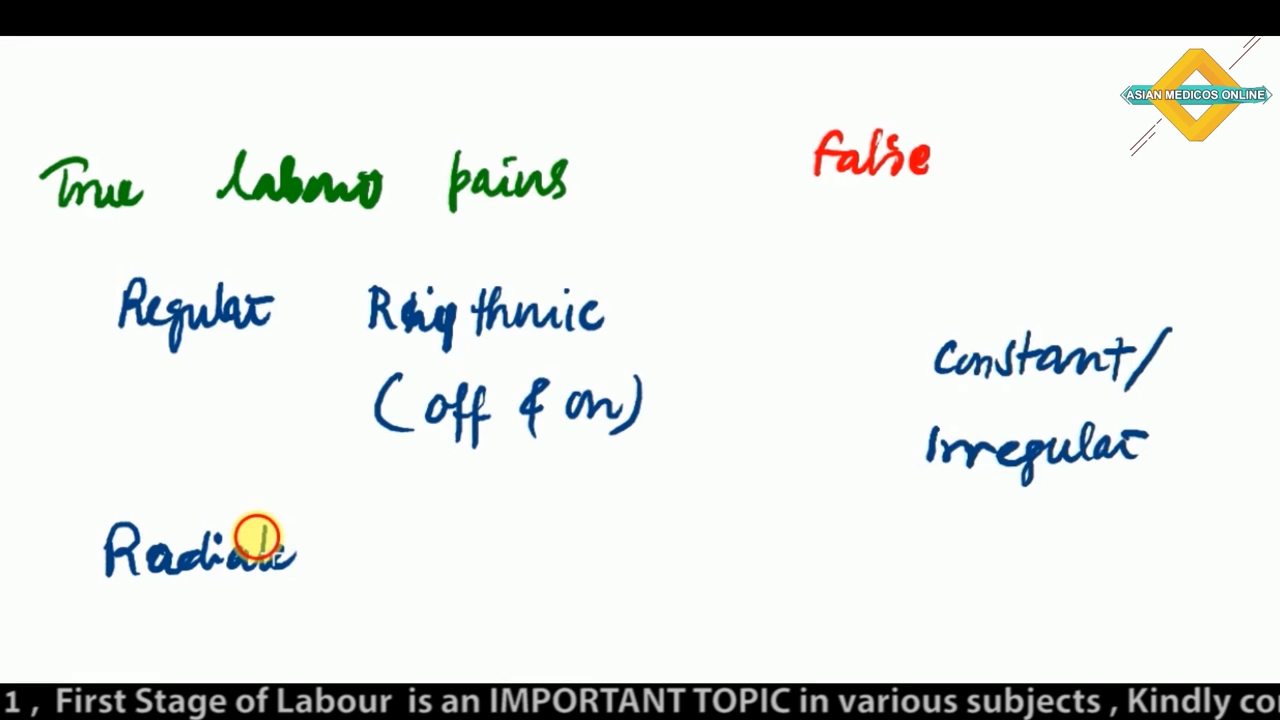 ASIAN MEDICOS ONLINE
True labour pains
False
Regular Rhythmic
(off & on)
Constant/
Irregular
Radiate
1 , First Stage of Labour is an IMPORTANT TOPIC in various subjects , Kindly co